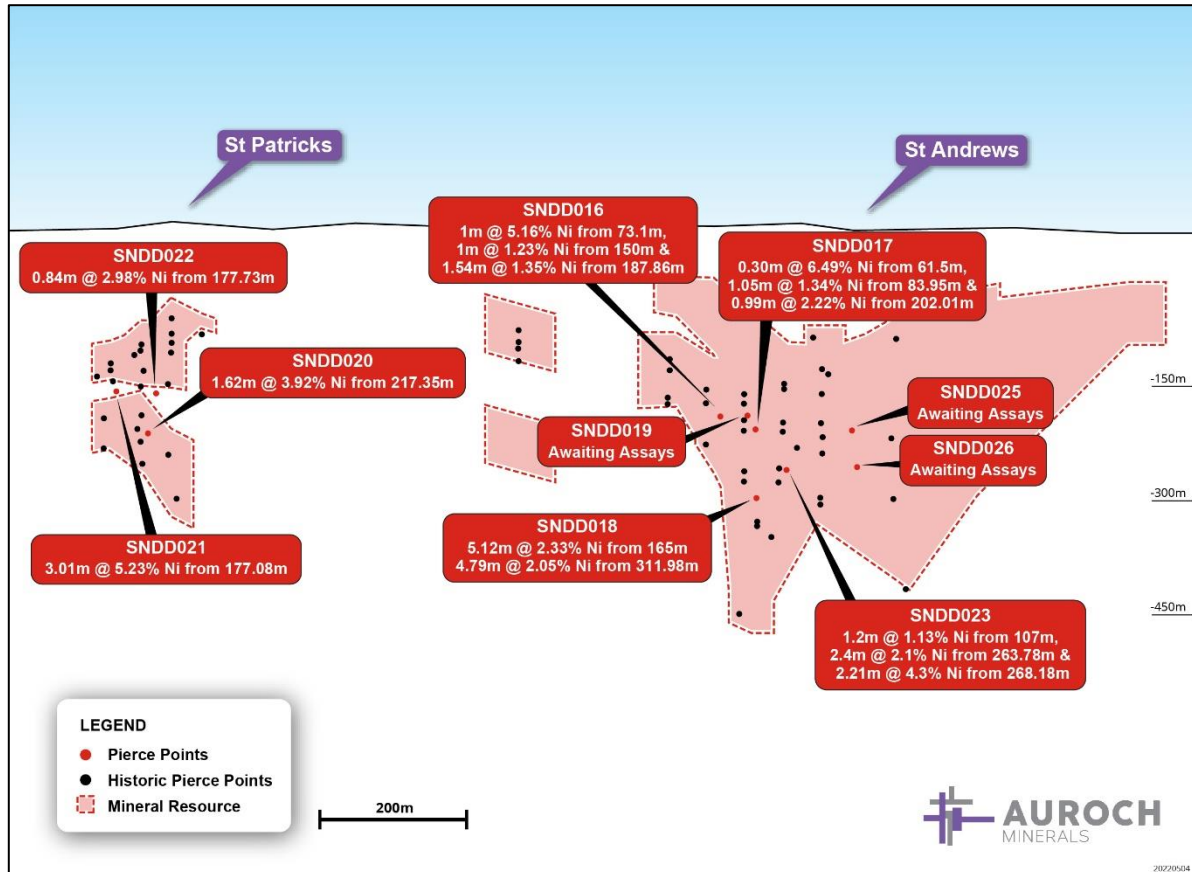 St Patricks
St Andrews
SNDD016
1m @ 5.16% Ni from 73.1m,
1m @ 1.23% Ni from 150m &
1.54m @ 1.35% Ni from 187.86m
SNDD022
0.84m @ 2.98% Ni from 177.73m
SNDD017
0.30m @ 6.49% Ni from 61.5m,
1.05m @ 1.34% Ni from 83.95m &
0.99m @ 2.22% Ni from 202.01m
SNDD020
1.62m @ 3.92% Ni from 217.35m
-150m
SNDD025
Awaiting Assays
SNDD019
Awaiting Assays
SNDD026
Awaiting Assays
-300m
SNDD018
5.12m @ 2.33% Ni from 165m
4.79m @ 2.05% Ni from 311.98m
SNDD021
3.01m @ 5.23% Ni from 177.08m
-450m
SNDD023
1.2m @ 1.13% Ni from 107m,
2.4m @ 2.1% Ni from 263.78m &
2.21m @ 4.3% Ni from 268.18m
LEGEND
Pierce Points
Historic Pierce Points
Mineral Resource
200m
AUROCH
MINERALS
20220504